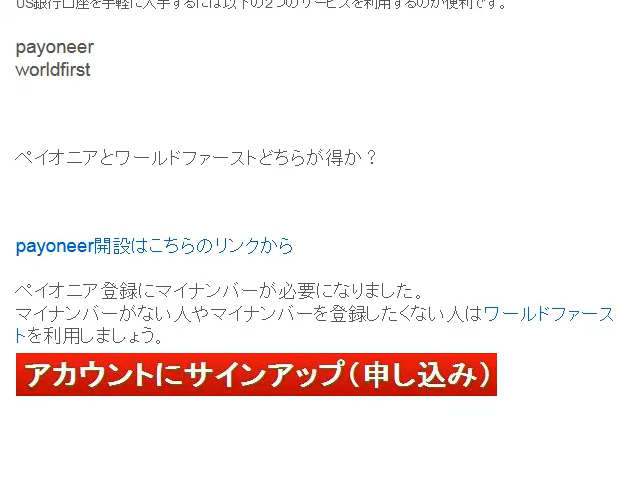 US銀行口座を手軽に入手するには以下の２つのサービスを利用するのが便利です。
payoneer
worldfirst
ペイオニアとワールドファーストどちらが得か？
payoneer開設はこちらのリンクから
ペイオニア登録にマイナンバーが必要になりました。
マイナンバーがない人やマイナンバーを登録したくない人はワールドファース
トを利用しましょう。
アカウントにサインアップ（申し込み）